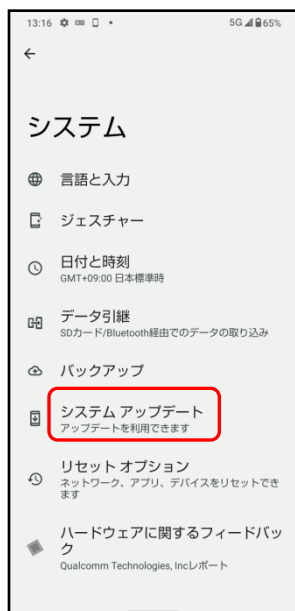 13:16 5G 65%
システム
言語と入力
ジェスチャー
日付と時刻
GMT+09:00 日本標準時
データ引継
SDカード/Bluetooth経由でのデータの取り込み
バックアップ
システム アップデート
アップデートを利用できます
リセット オプション
ネットワーク、アプリ、デバイスをリセットでき
ます
ハードウェアに関するフィードバッ
ク
Qualcomm Technologies, Incレポート